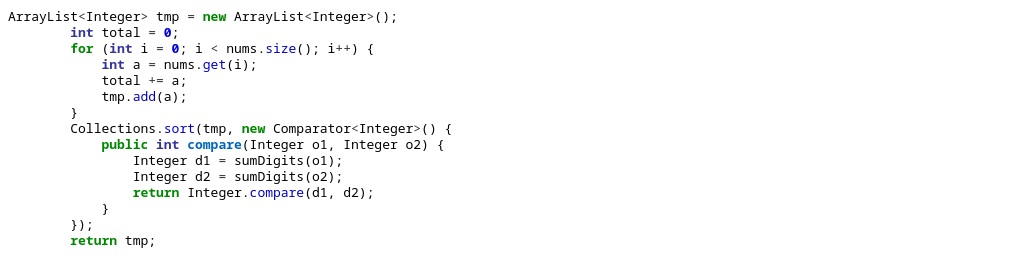 ArrayList<Integer> tmp = new ArrayList<Integer>();
        int total = 0;
        for (int i = 0; i < nums.size(); i++) {
            int a = nums.get(i);
            total += a;
            tmp.add(a);
        }
        Collections.sort(tmp, new Comparator<Integer>() {
            public int compare(Integer o1, Integer o2) {
                Integer d1 = sumDigits(o1);
                Integer d2 = sumDigits(o2);
                return Integer.compare(d1, d2);
            }
        });
        return tmp;